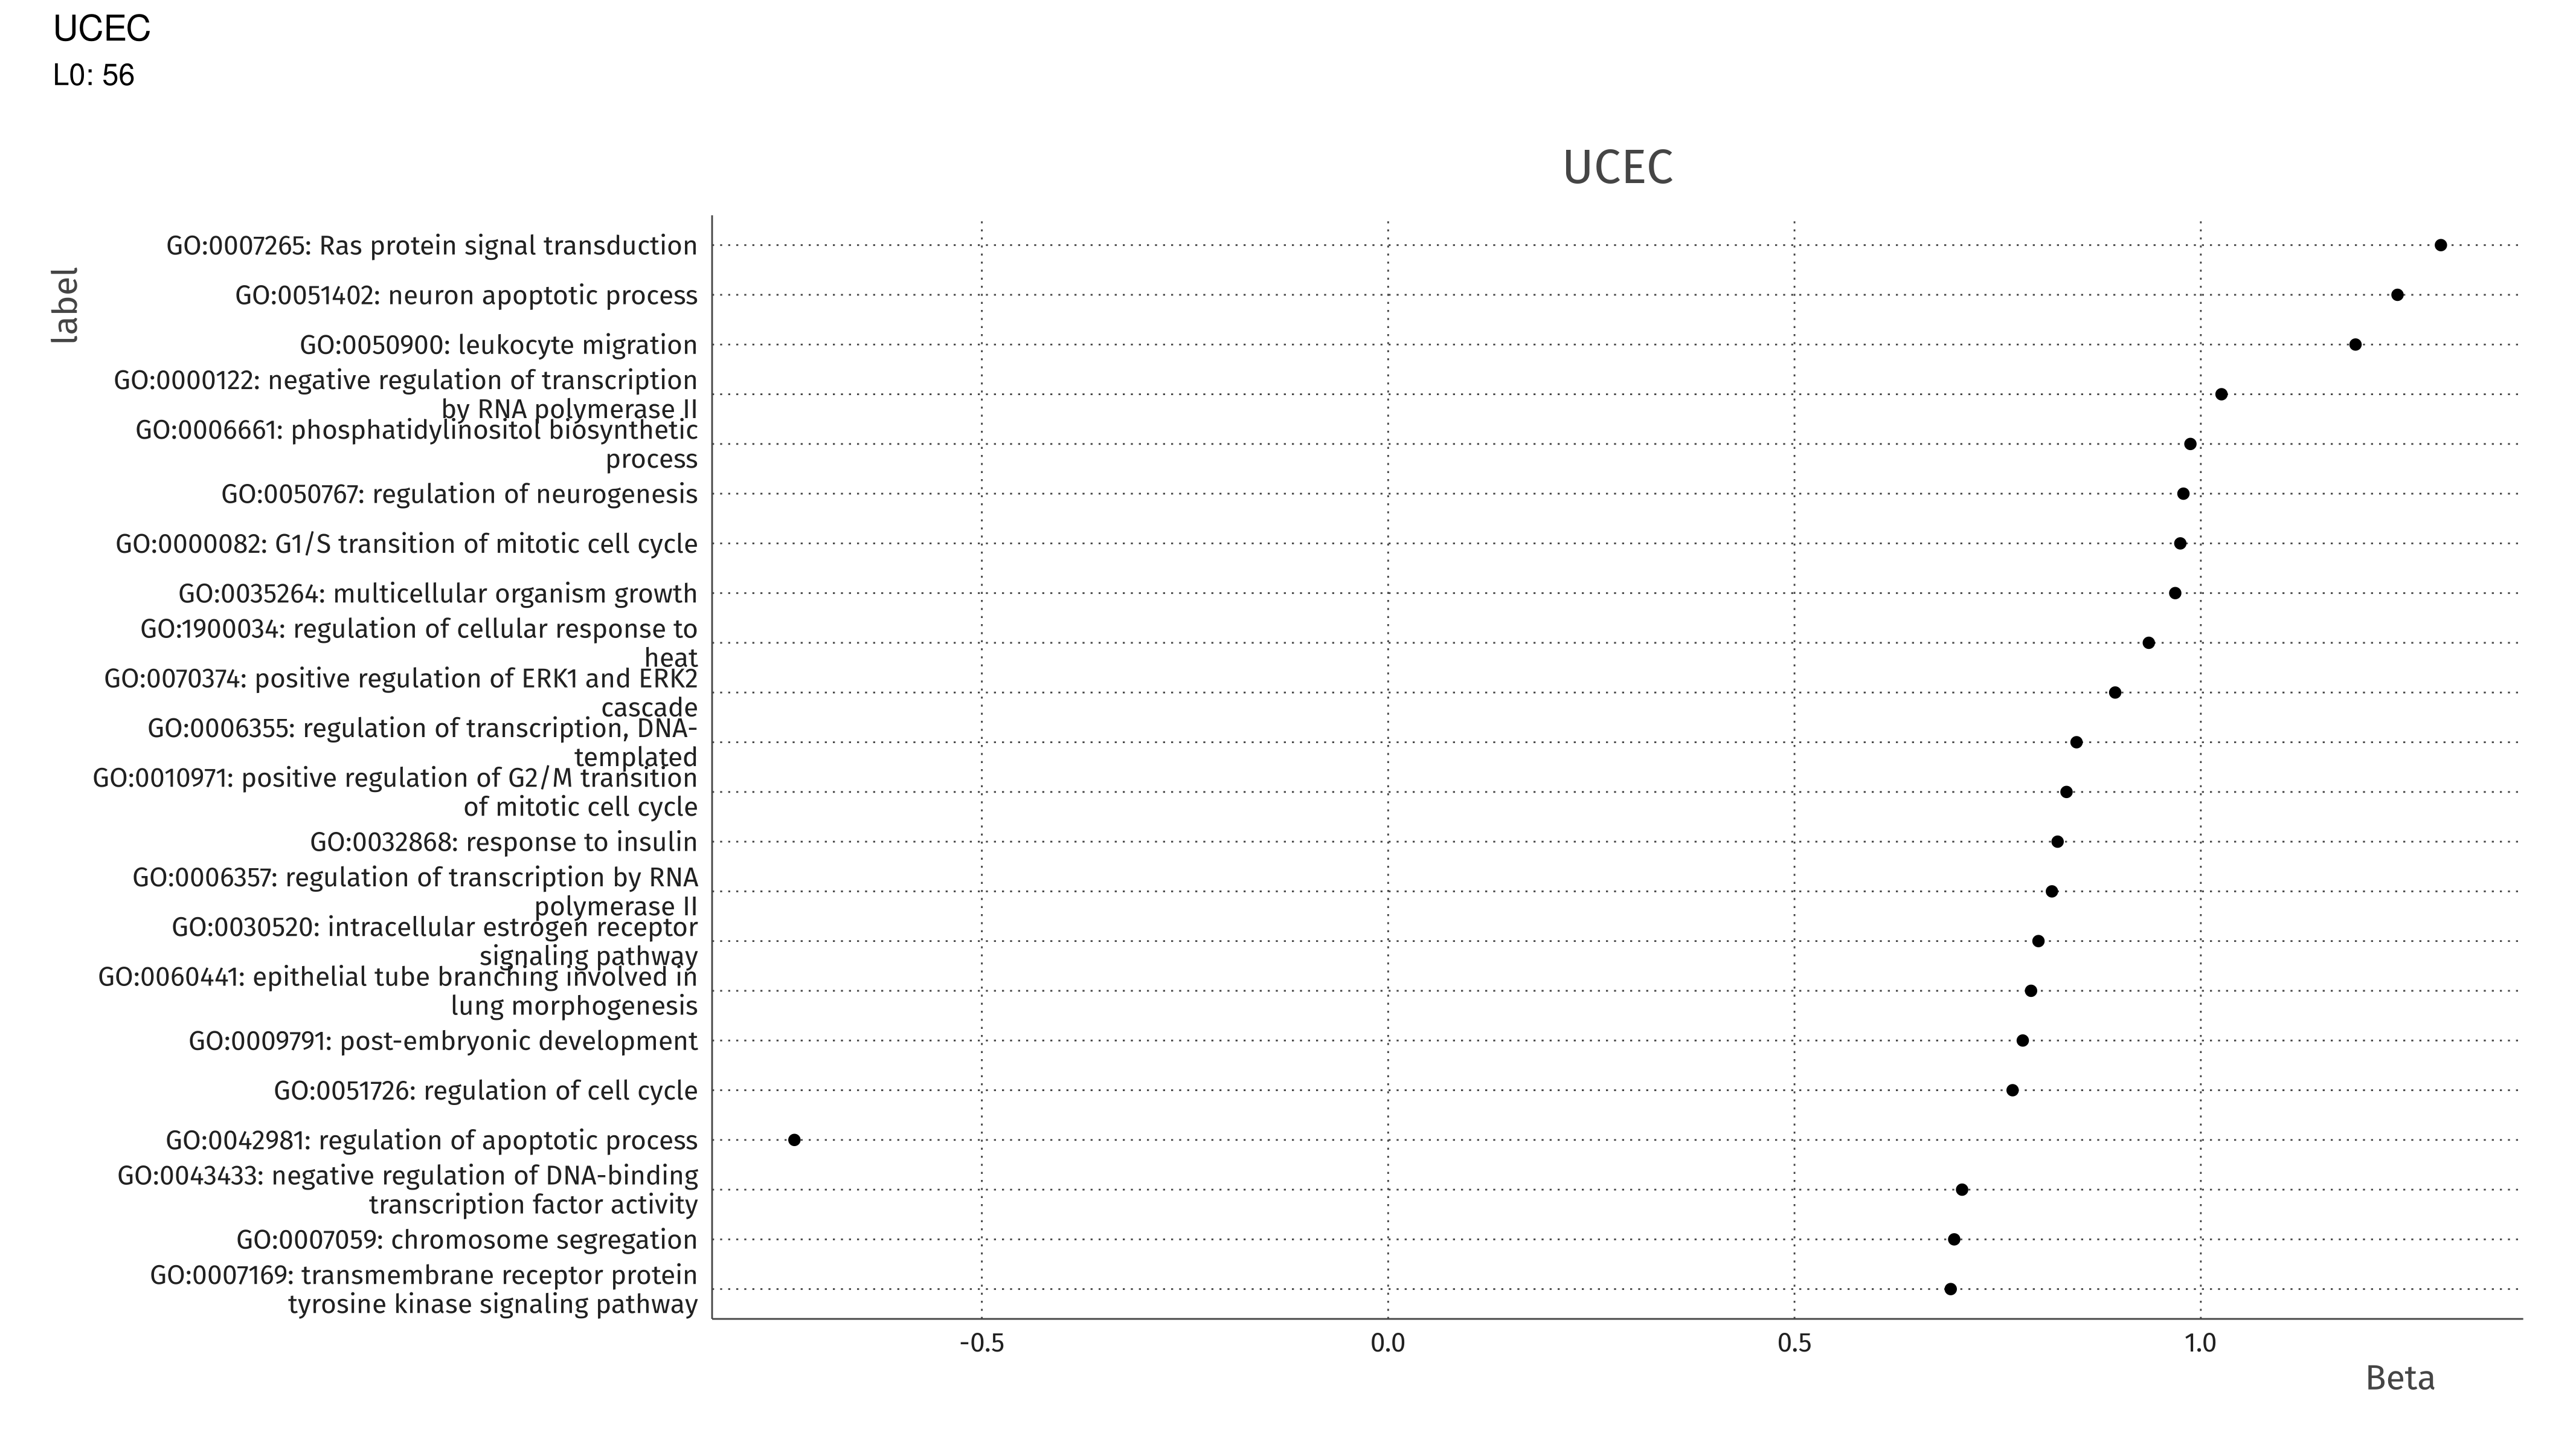 UCEC
L0: 56
UCEC
label
GO:0007265: Ras protein signal transduction
GO:0051402: neuron apoptotic process
GO:0050900: leukocyte migration
GO:0000122: negative regulation of transcription
by RNA polymerase II
GO:0006661: phosphatidylinositol biosynthetic
process
GO:0050767: regulation of neurogenesis
GO:0000082: G1/S transition of mitotic cell cycle
GO:0035264: multicellular organism growth
GO:1900034: regulation of cellular response to
heat
GO:0070374: positive regulation of ERK1 and ERK2
cascade
GO:0006355: regulation of transcription, DNA-
templated
GO:0010971: positive regulation of G2/M transition
of mitotic cell cycle
GO:0032868: response to insulin
GO:0006357: regulation of transcription by RNA
polymerase II
GO:0030520: intracellular estrogen receptor
signaling pathway
GO:0060441: epithelial tube branching involved in
lung morphogenesis
GO:0009791: post-embryonic development
GO:0051726: regulation of cell cycle
GO:0042981: regulation of apoptotic process
GO:0043433: negative regulation of DNA-binding
transcription factor activity
GO:0007059: chromosome segregation
GO:0007169: transmembrane receptor protein
tyrosine kinase signaling pathway
-0.5 0.0 0.5 1.0
Beta